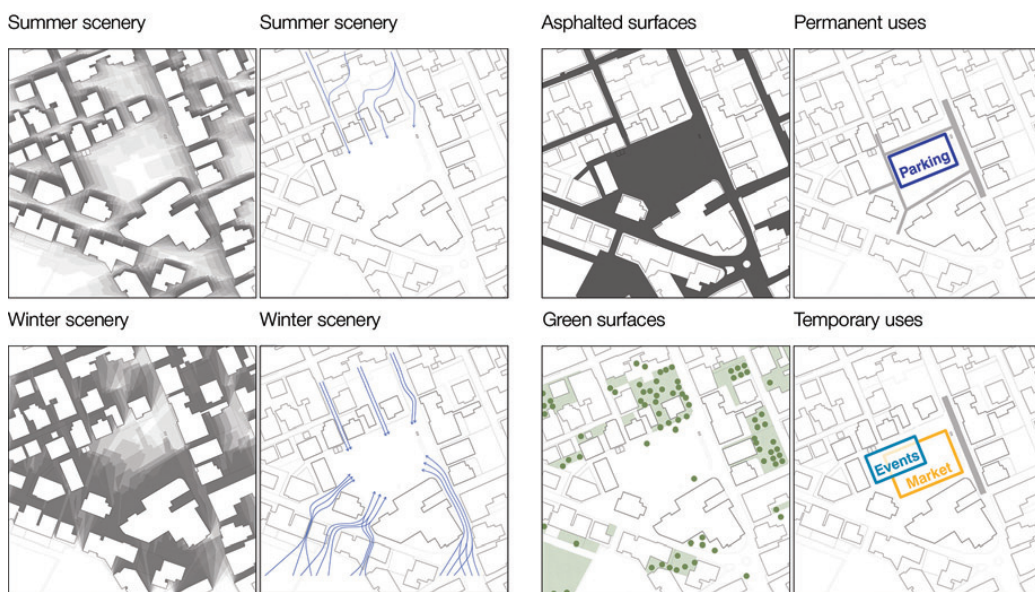 Summer scenery
Summer scenery
Asphalted surfaces
Permanent uses
Parking
Winter scenery
Winter scenery
Green surfaces
Temporary uses
Events
Market